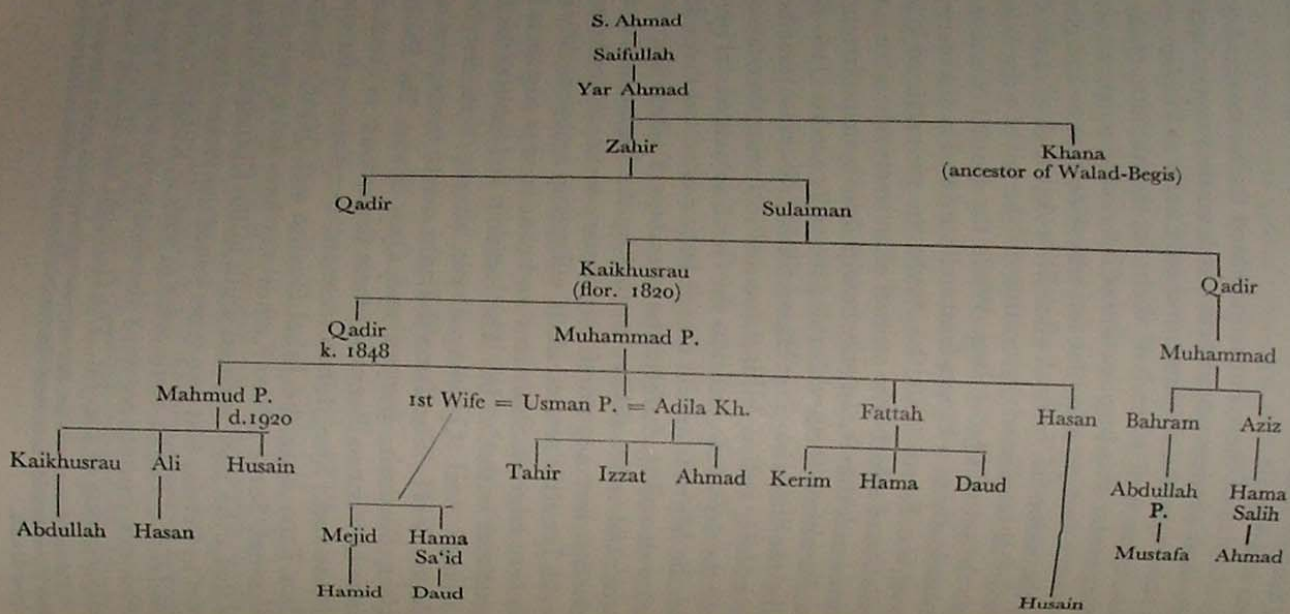 S. Ahmad
Saifullah
Yar Ahmad
Zahir
Khana
(ancestor of Walad-Begis)
Qadir
Sulaiman
Kaikhusrau
(flor. 1820)
Qadir
Qadir
k. 1848
Muhammad P.
Muhammad
Mahmud P.
d.1920
1st Wife = Usman P. = Adila Kh.
Fattah
Hasan
Bahram
Aziz
Kaikhusrau
Ali
Husain
Tahir
Izzat
Ahmad
Kerim
Hama
Daud
Abdullah
P.
Hama
Salih
Abdullah
Hasan
Mejid
Hama
Sa'id
Mustafa
Ahmad
Hamid
Daud
Husain